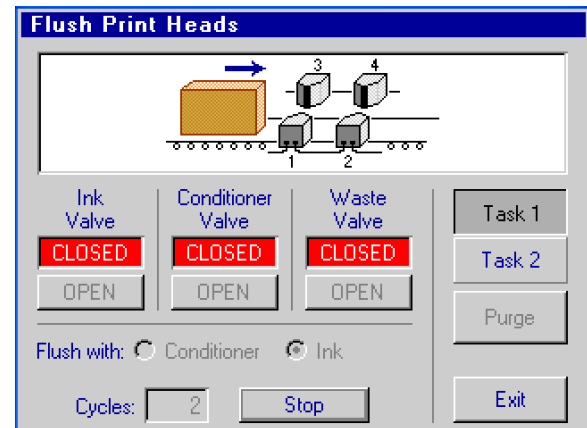 Flush Print Heads
3 4
1 2
Ink Valve
Conditioner Valve
Waste Valve
CLOSED CLOSED CLOSED
OPEN OPEN OPEN
Task 1
Task 2
Purge
Flush with: Conditioner Ink
Cycles: 2 Stop
Exit